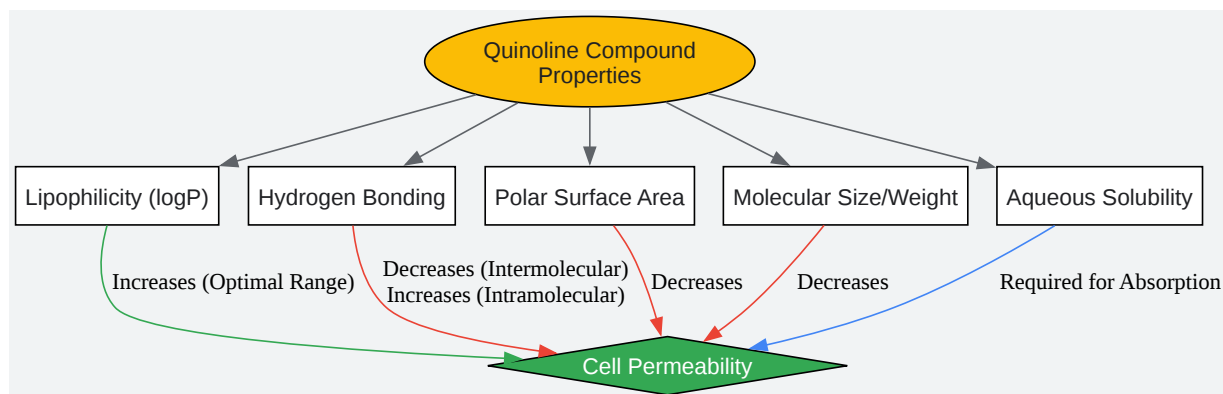 Quinoline Compound
Properties
Lipophilicity (logP)
Hydrogen Bonding
Polar Surface Area
Molecular Size/Weight
Aqueous Solubility
Increases (Optimal Range)
Decreases (Intermolecular)
Increases (Intramolecular)
Decreases
Decreases
Required for Absorption
Cell Permeability